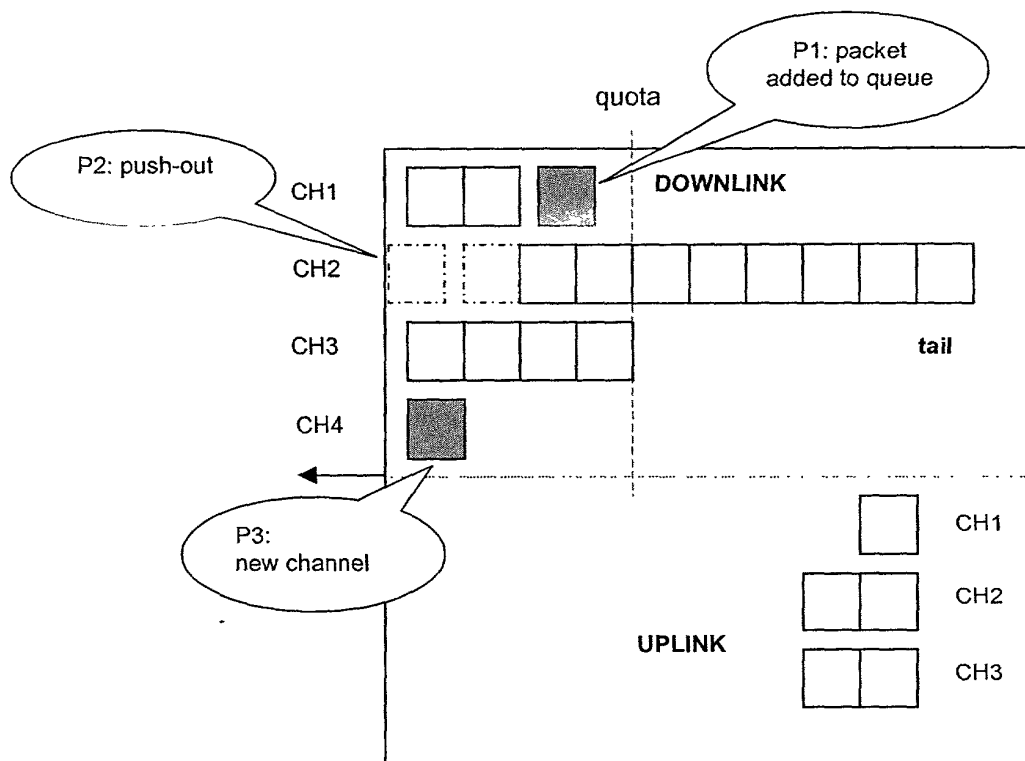 P1: packet
added to queue
quota
P2: push-out
CH1
DOWNLINK
CH2
CH3
tail
CH4
P3:
new channel
CH1
CH2
UPLINK
CH3